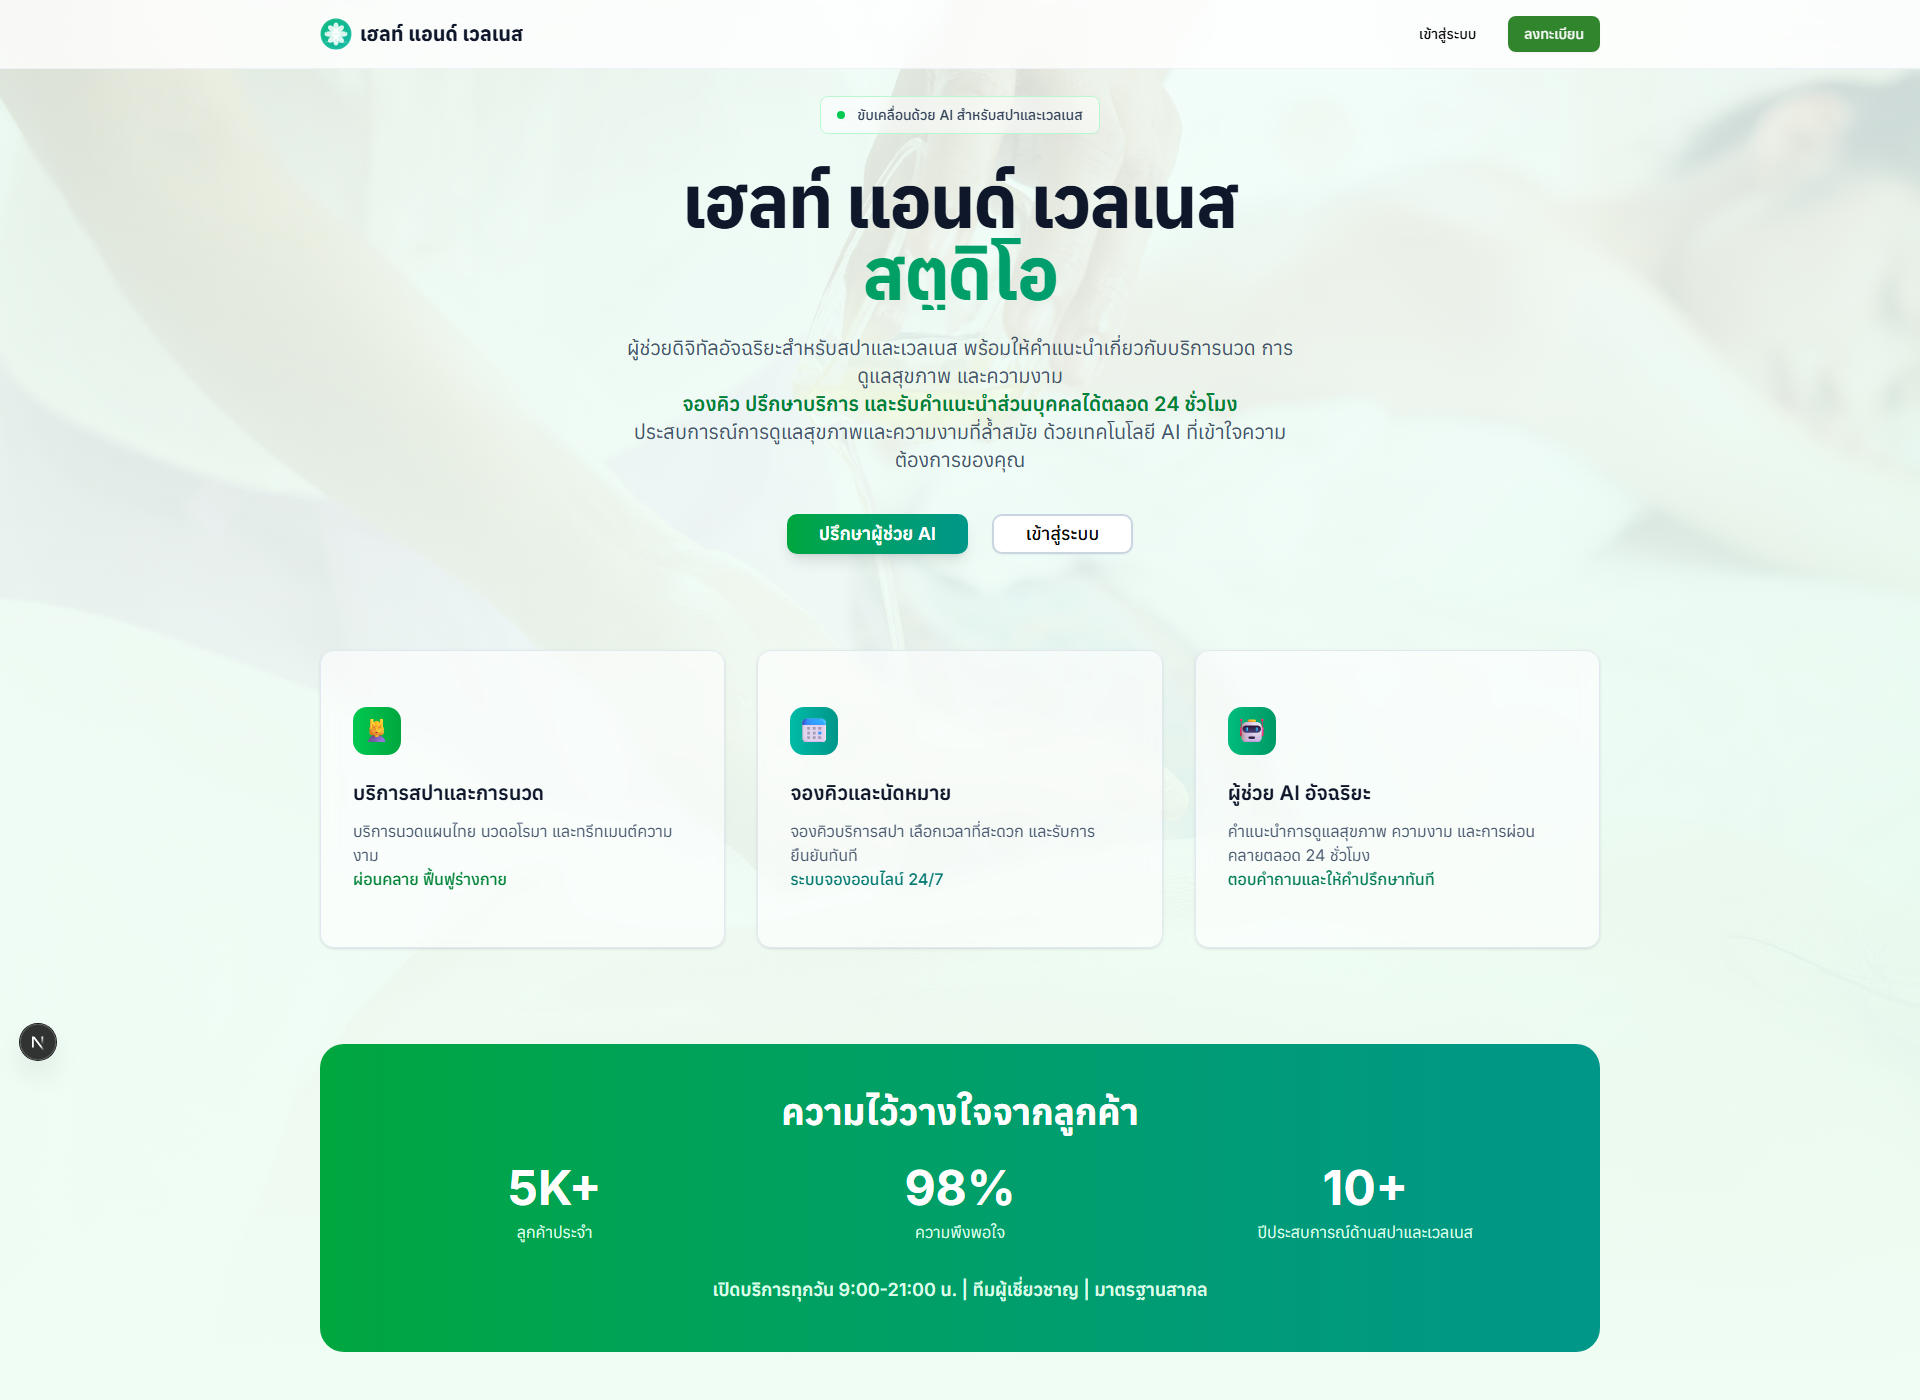 เฮลท์ แอนด์ เวลเนส
เข้าสู่ระบบ
ลงทะเบียน
ขับเคลื่อนด้วย AI สำหรับสปาและเวลเนส
เฮลท์ แอนด์ เวลเนส
สตูดิโอ
ผู้ช่วยดิจิทัลอัจฉริยะสำหรับสปาและเวลเนส พร้อมให้คำแนะนำเกี่ยวกับบริการนวด การ
ดูแลสุขภาพ และความงาม
จองคิว ปรึกษาบริการ และรับคำแนะนำส่วนบุคคลได้ตลอด 24 ชั่วโมง
ประสบการณ์การดูแลสุขภาพและความงามที่ล้ำสมัย ด้วยเทคโนโลยี AI ที่เข้าใจความ
ต้องการของคุณ
ปรึกษาผู้ช่วย AI
เข้าสู่ระบบ
บริการสปาและการนวด
บริการนวดแผนไทย นวดอโรมา และทรีทเมนต์ความ
งาม
ผ่อนคลาย ฟื้นฟูร่างกาย
จองคิวและนัดหมาย
จองคิวบริการสปา เลือกเวลาที่สะดวก และรับการ
ยืนยันทันที
ระบบจองออนไลน์ 24/7
ผู้ช่วย AI อัจฉริยะ
คำแนะนำการดูแลสุขภาพ ความงาม และการผ่อน
คลายตลอด 24 ชั่วโมง
ตอบคำถามและให้คำปรึกษาทันที
N
ความไว้วางใจจากลูกค้า
5K+
ลูกค้าประจำ
98%
ความพึงพอใจ
10+
ปีประสบการณ์ด้านสปาและเวลเนส
เปิดบริการทุกวัน 9:00-21:00 น. | ทีมผู้เชี่ยวชาญ | มาตรฐานสากล